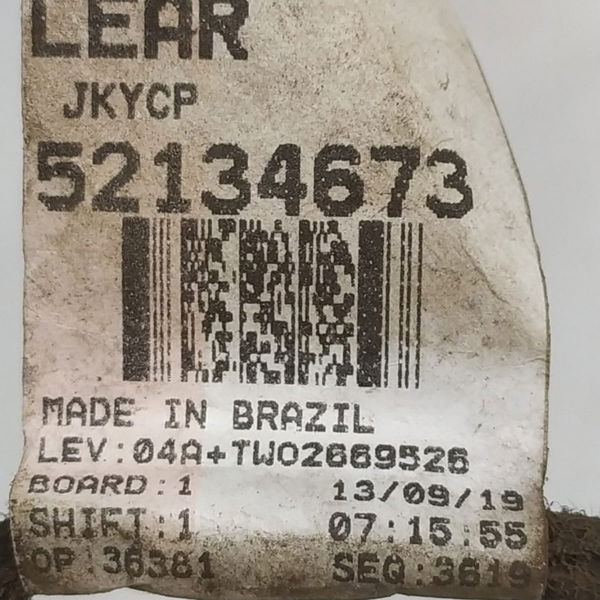 LEAR
JKYCP
52134673
MADE IN BRAZIL
LEV:04A+TWO2669526
BOARD:1 13/09/19
SHIFT:1 07:15:55
OP:36381 SEQ:3619